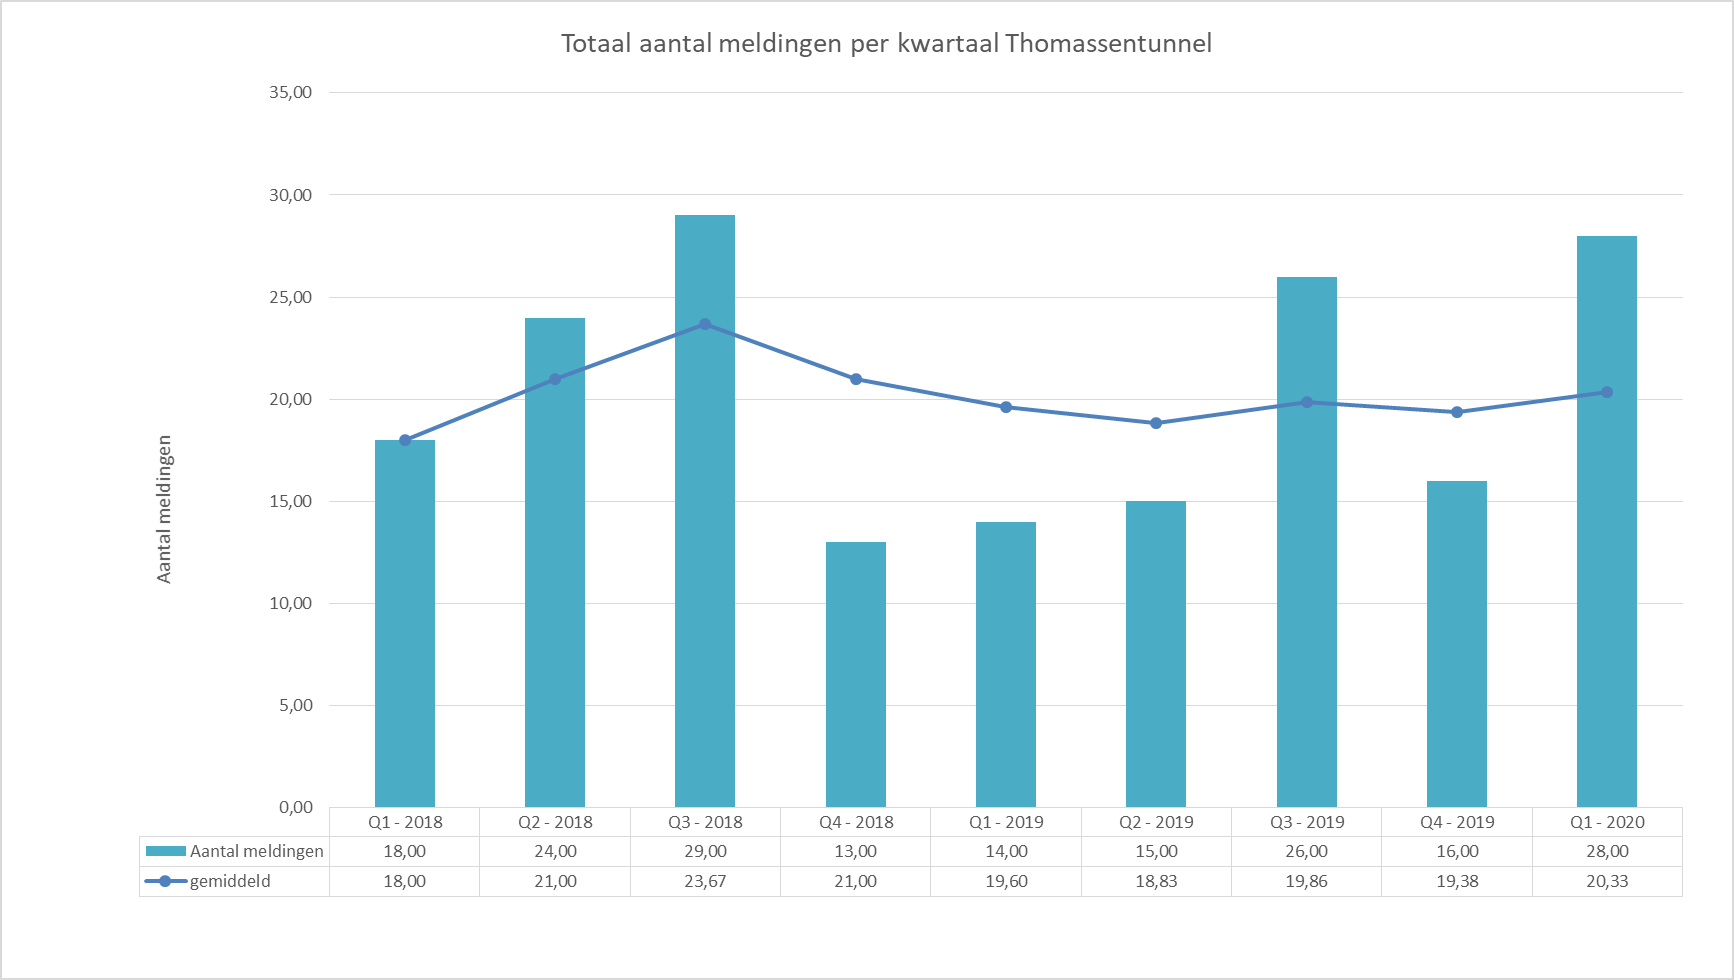 Totaal aantal meldingen per kwartaal Thomassentunnel
35,00
30,00
25,00
20,00
15,00
10,00
5,00
0,00
Aantal meldingen
Q1 - 2018 Q2 - 2018 Q3 - 2018 Q4 - 2018 Q1 - 2019 Q2 - 2019 Q3 - 2019 Q4 - 2019 Q1 - 2020
Aantal meldingen 18,00 24,00 29,00 13,00 14,00 15,00 26,00 16,00 28,00
gemiddeld 18,00 21,00 23,67 21,00 19,60 18,83 19,86 19,38 20,33